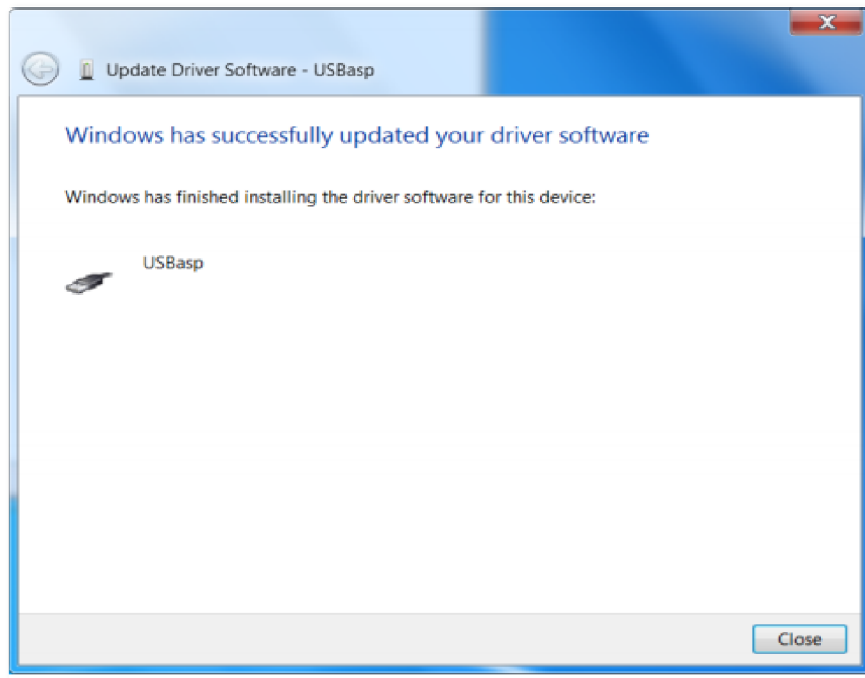 Update Driver Software - USBasp
Windows has successfully updated your driver software
Windows has finished installing the driver software for this device:
USBasp
Close